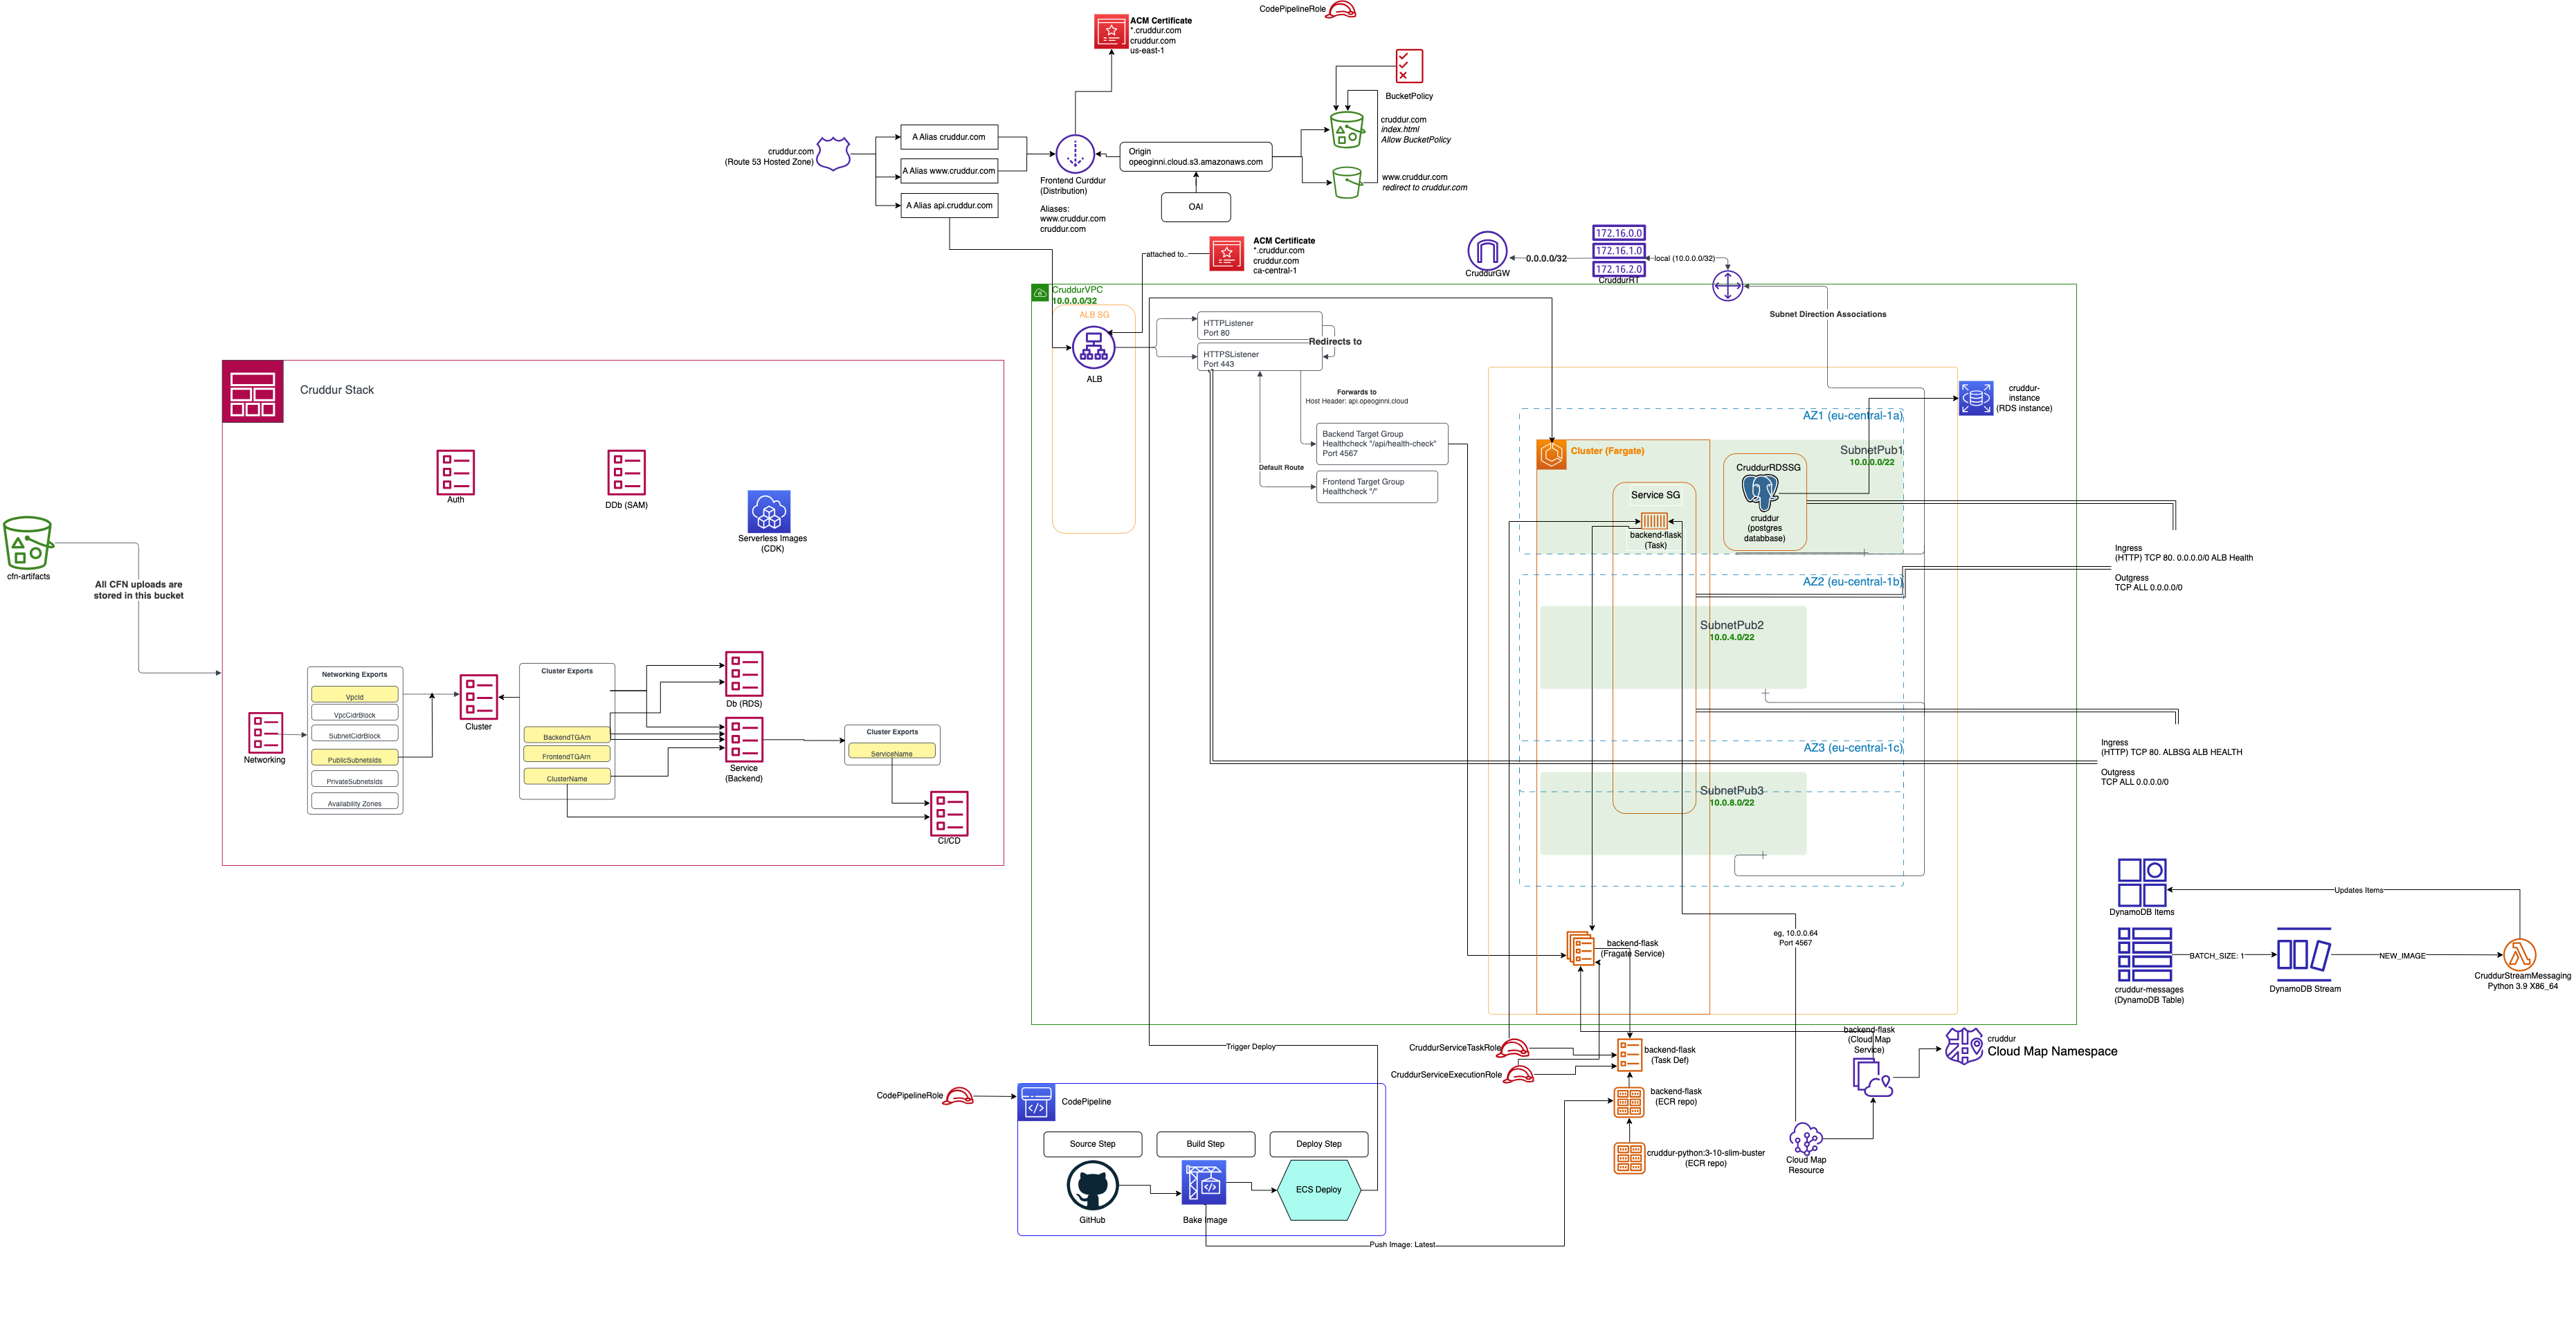 CodePipelineRole
ACM Certificate
*.cruddur.com
cruddur.com
us-east-1
BucketPolicy
cruddur.com
index.html
Allow BucketPolicy
cruddur.com
(Route 53 Hosted Zone)
A Alias cruddur.com
A Alias www.cruddur.com
A Alias api.cruddur.com
Frontend Curddur
(Distribution)
Aliases:
www.cruddur.com
cruddur.com
Origin
opeoginni.cloud.s3.amazonaws.com
OAI
www.cruddur.com
redirect to cruddur.com
attached to..
ACM Certificate
*.cruddur.com
cruddur.com
ca-central-1
CruddurGW
0.0.0.0/32
172.16.0.0
172.16.1.0
172.16.2.0
CruddurRT
local (10.0.0.0/32)
Subnet Direction Associations
CruddurVPC
10.0.0.0/32
ALB SG
ALB
HTTPListener
Port 80
HTTPSListener
Port 443
Redirects to
Forwards to
Host Header: api.opeoginni.cloud
Backend Target Group
Healthcheck "/api/health-check"
Port 4567
Default Route
Frontend Target Group
Healthcheck "/"
Cruddur Stack
Auth
DDb (SAM)
Serverless Images
(CDK)
cfn-artifacts
All CFN uploads are
stored in this bucket
Networking
Networking Exports
VpcId
VpcCidrBlock
SubnetCidrBlock
PublicSubnetsIds
PrivateSubnetsIds
Availability Zones
Cluster
Cluster Exports
BackendTGArn
FrontendTGArn
ClusterName
Db (RDS)
Service
(Backend)
Cluster Exports
ServiceName
CI/CD
AZ1 (eu-central-1a)
cruddur-
instance
(RDS instance)
Cluster (Fargate)
SubnetPub1
10.0.0.0/22
CruddurRDSSG
cruddur
(postgres
databbase)
Service SG
backend-flask
(Task)
Ingress
(HTTP) TCP 80. 0.0.0.0/0 ALB Health
Outgress
TCP ALL 0.0.0.0/0
AZ2 (eu-central-1b)
SubnetPub2
10.0.4.0/22
AZ3 (eu-central-1c)
Ingress
(HTTP) TCP 80. ALBSG ALB HEALTH
Outgress
TCP ALL 0.0.0.0/0
SubnetPub3
10.0.8.0/22
backend-flask
(Fragate Service)
eg, 10.0.0.64
Port 4567
DynamoDB Items
Updates Items
cruddur-messages
(DynamoDB Table)
BATCH_SIZE: 1
DynamoDB Stream
NEW_IMAGE
CruddurStreamMessaging
Python 3.9 X86_64
CruddurServiceTaskRole
CruddurServiceExecutionRole
backend-flask
(Task Def)
backend-flask
(ECR repo)
cruddur-python:3-10-slim-buster
(ECR repo)
backend-flask
(Cloud Map
Service)
cruddur
Cloud Map Namespace
Cloud Map
Resource
Trigger Deploy
CodePipelineRole
CodePipeline
Source Step
Build Step
Deploy Step
GitHub
Bake Image
ECS Deploy
Push Image: Latest